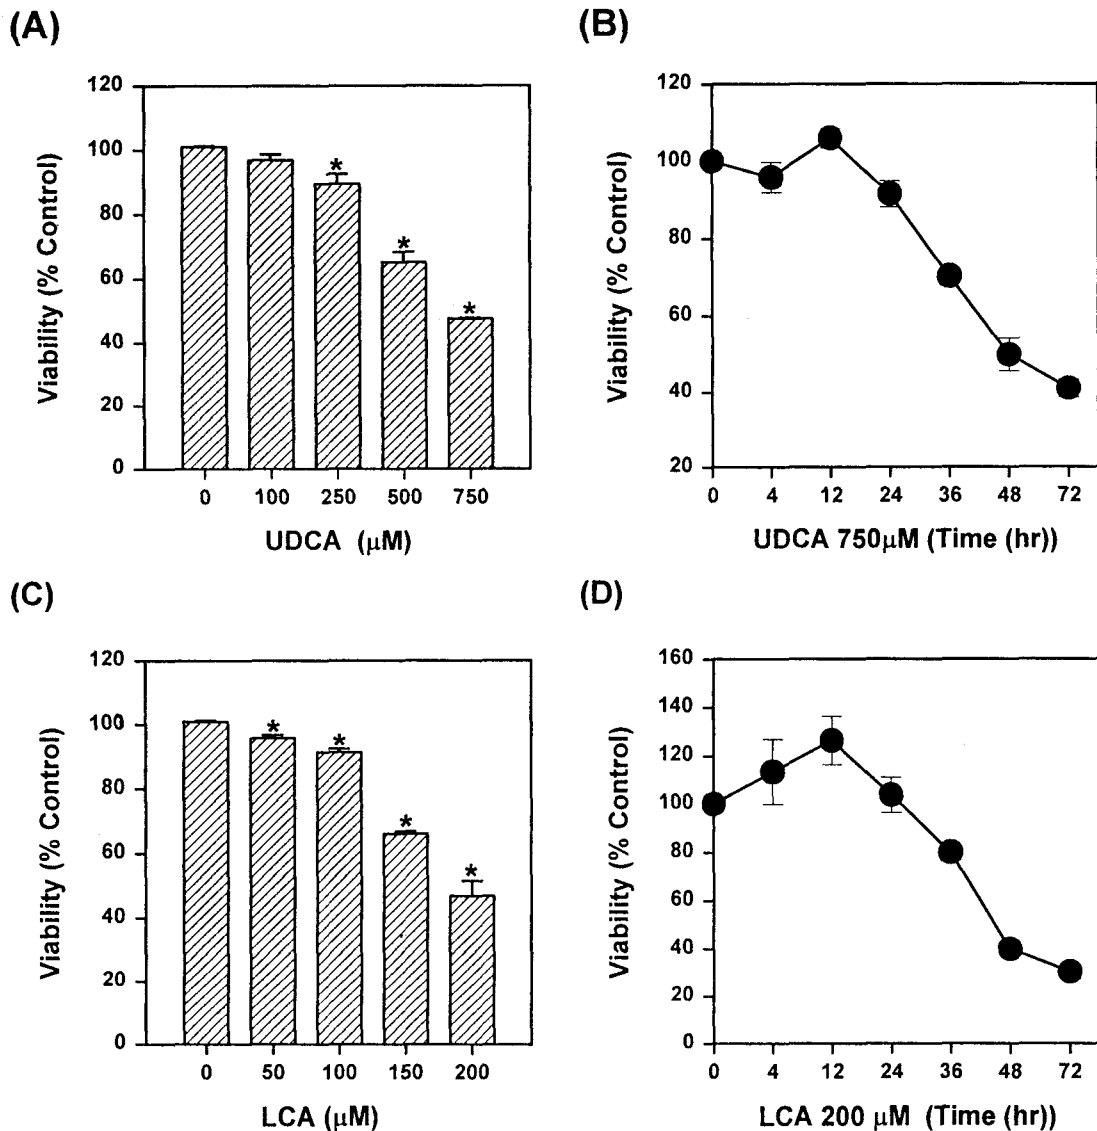 (A)
Viability (% Control)
120
100
80
60
40
20
0
*
*
*
0 100 250 500 750
UDCA (μM)
(B)
Viability (% Control)
120
100
80
60
40
20
0 4 12 24 36 48 72
UDCA 750μM (Time (hr))
(C)
Viability (% Control)
120
100
80
60
40
20
0
*
*
*
*
0 50 100 150 200
LCA (μM)
(D)
Viability (% Control)
160
140
120
100
80
60
40
20
0
0 4 12 24 36 48 72
LCA 200 μM (Time (hr))